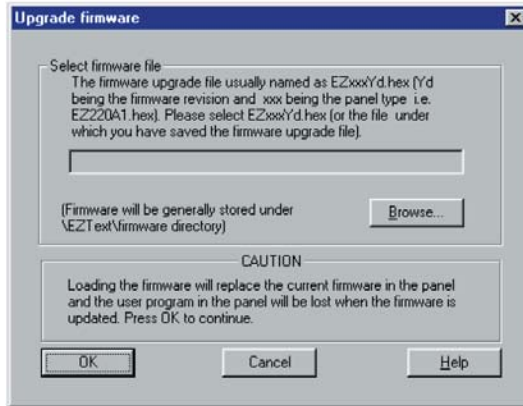 Upgrade firmware
Select firmware file
The firmware upgrade file usually named as EZxxxYd.hex (Yd
being the firmware revision and xxx being the panel type i.e.
EZ220A1.hex). Please select EZxxxYd.hex (or the file under
which you have saved the firmware upgrade file).
(Firmware will be generally stored under
\EZText\firmware directory)
Browse...
CAUTION
Loading the firmware will replace the current firmware in the panel
and the user program in the panel will be lost when the firmware is
updated. Press OK to continue.
OK
Cancel
Help